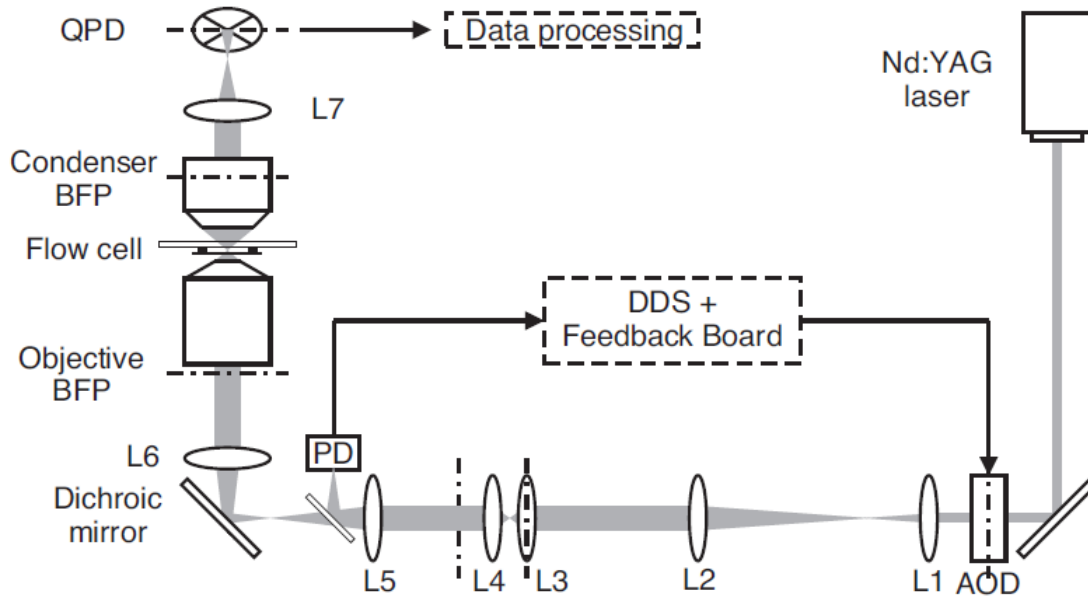 QPD
Data processing
Nd:YAG
laser
L7
Condenser
BFP
Flow cell
DDS +
Feedback Board
Objective
BFP
L6
PD
Dichroic
mirror
L5
L4
L3
L2
L1
AOD